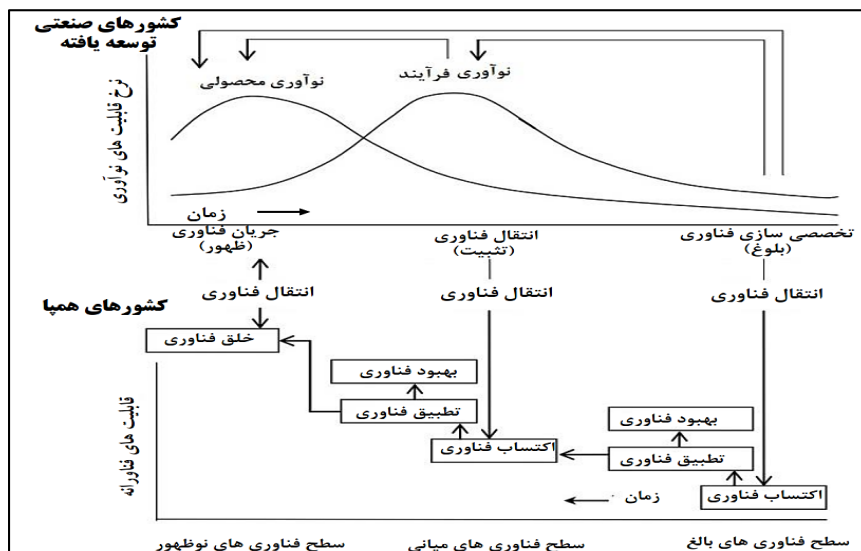 کشورهای صنعتی
توسعه یافته
نوآوری محصولی
نوآوری فرآیند
نرخ قابلیت های نوآوری
زمان
جریان فناوری
(ظهور)
انتقال فناوری
(تثبیت)
تخصصی سازی فناوری
(بلوغ)
انتقال فناوری
انتقال فناوری
انتقال فناوری
کشورهای همپا
خلق فناوری
بهبود فناوری
تطبیق فناوری
اکتساب فناوری
بهبود فناوری
تطبیق فناوری
اکتساب فناوری
قابلیت های فناورانه
زمان
سطح فناوری های بالغ
سطح فناوری های میانی
سطح فناوری های نوظهور